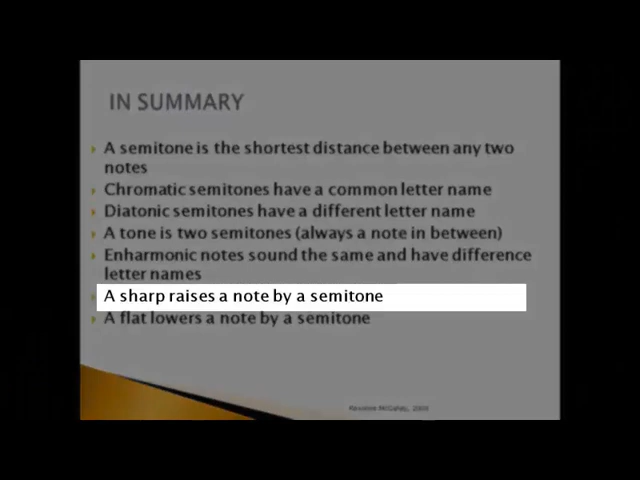 IN SUMMARY
A semitone is the shortest distance between any two
notes
Chromatic semitones have a common letter name
Diatonic semitones have a different letter name
A tone is two semitones (always a note in between)
Enharmonic notes sound the same and have difference
letter names
A sharp raises a note by a semitone
A flat lowers a note by a semitone